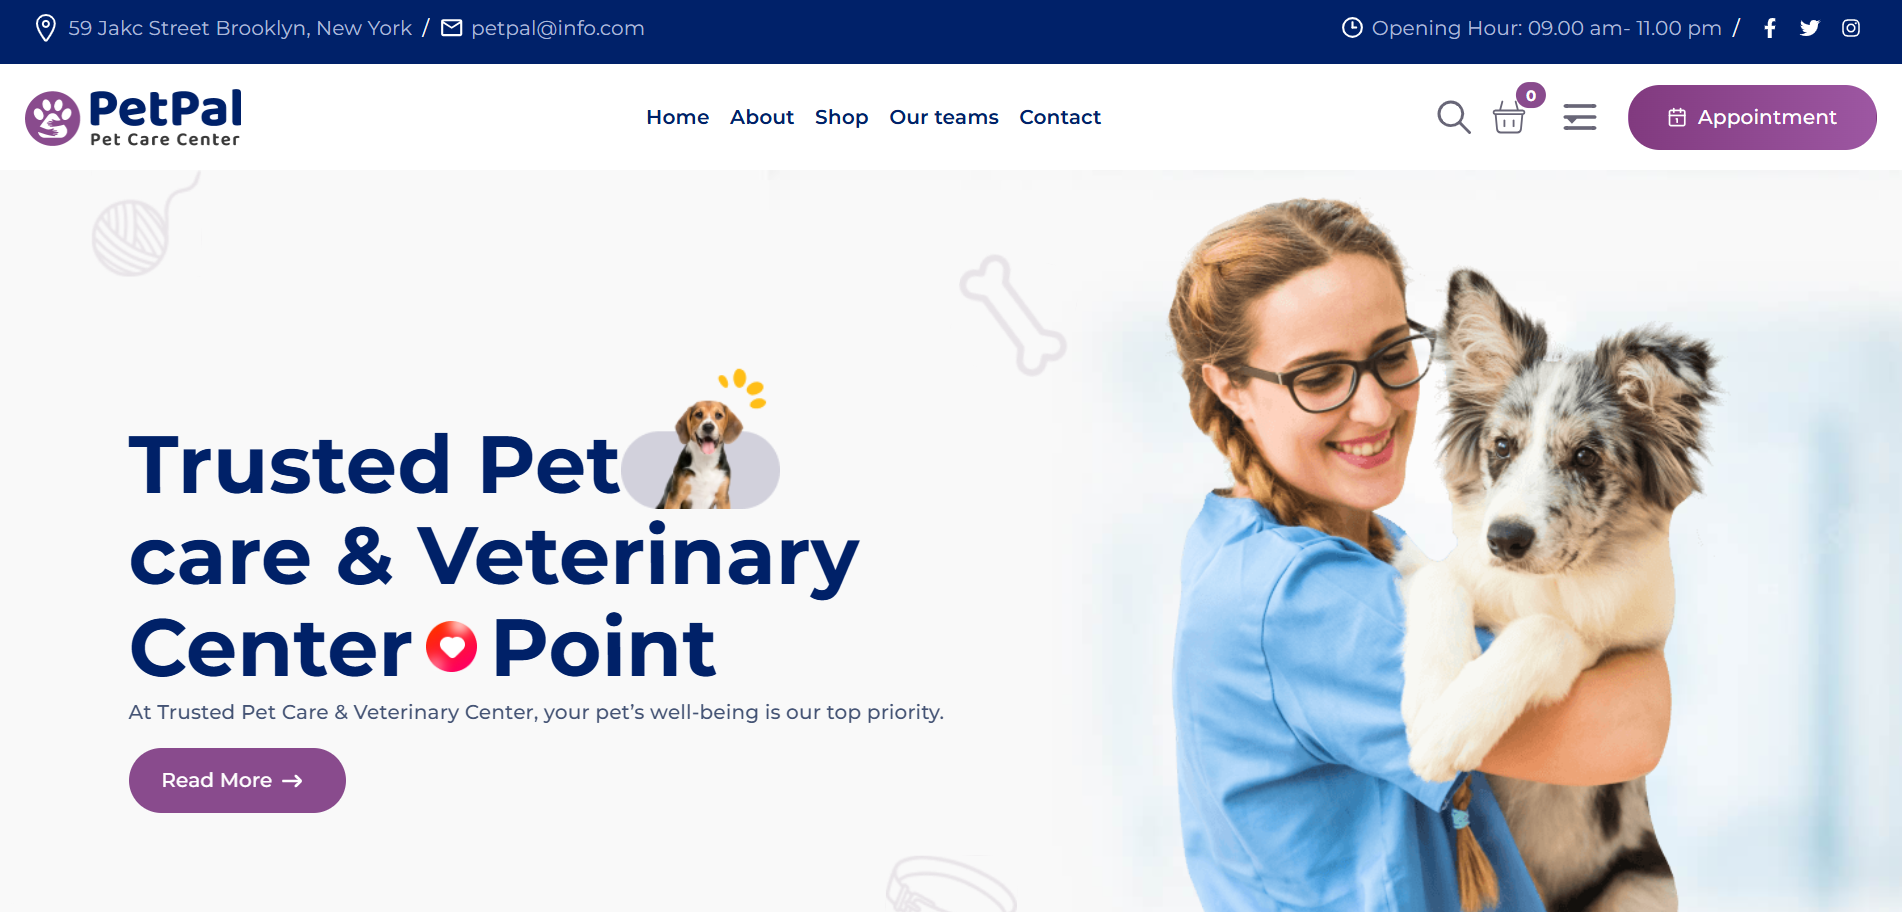 59 Jakc Street Brooklyn, New York / petpal@info.com
Opening Hour: 09.00 am- 11.00 pm /
PetPal
Pet Care Center
Home About Shop Our teams Contact
0
Appointment
Trusted Pet
care & Veterinary
Center Point
At Trusted Pet Care & Veterinary Center, your pet’s well-being is our top priority.
Read More →